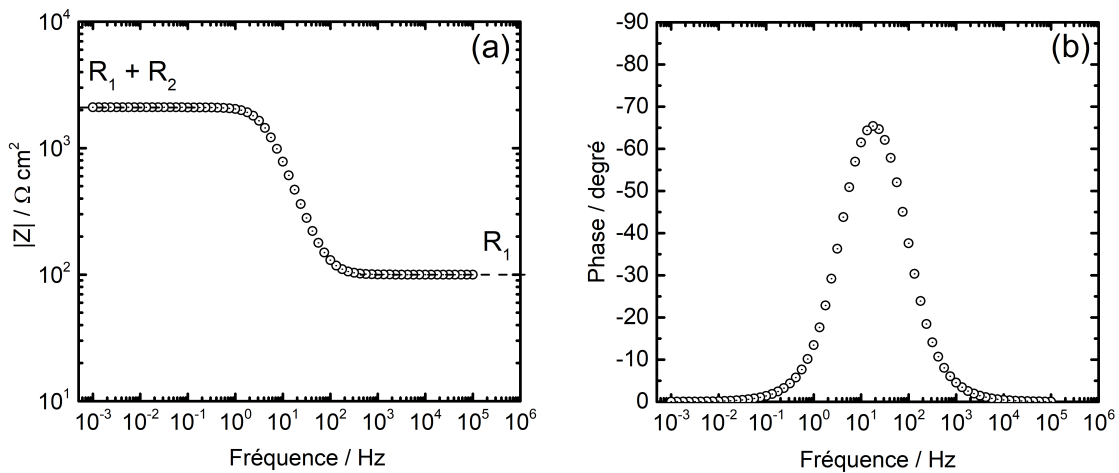 (a)
10⁴
10³
10²
10¹
|Z| / Ω cm²
R₁ + R₂
R₁
10⁻³ 10⁻² 10⁻¹ 10⁰ 10¹ 10² 10³ 10⁴ 10⁵ 10⁶
Fréquence / Hz
(b)
-90
-80
-70
-60
-50
-40
-30
-20
-10
0
Phase / degré
10⁻³ 10⁻² 10⁻¹ 10⁰ 10¹ 10² 10³ 10⁴ 10⁵ 10⁶
Fréquence / Hz